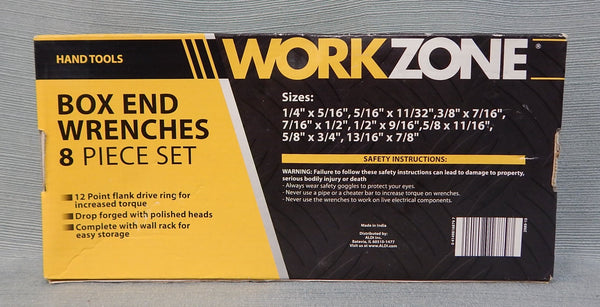 HAND TOOLS
WORKZONE®
BOX END
WRENCHES
8 PIECE SET
12 Point flank drive ring for
increased torque
Drop forged with polished heads
Complete with wall rack for
easy storage
Sizes:
1/4" x 5/16", 5/16" x 11/32",3/8" x 7/16",
7/16" x 1/2", 1/2" x 9/16",5/8 x 11/16",
5/8" x 3/4", 13/16" x 7/8"
SAFETY INSTRUCTIONS:
WARNING: Failure to follow these safety instructions can lead to damage to property,
serious bodily injury or death
- Always wear safety goggles to protect your eyes.
- Never use a pipe or a cheater bar to increase torque on wrenches.
- Never use the wrenches to work on live electrical components.
Made in India
Distributed by:
ALDI Inc.
Batavia, IL 60510-1477
Visit us at www.ALDI.com